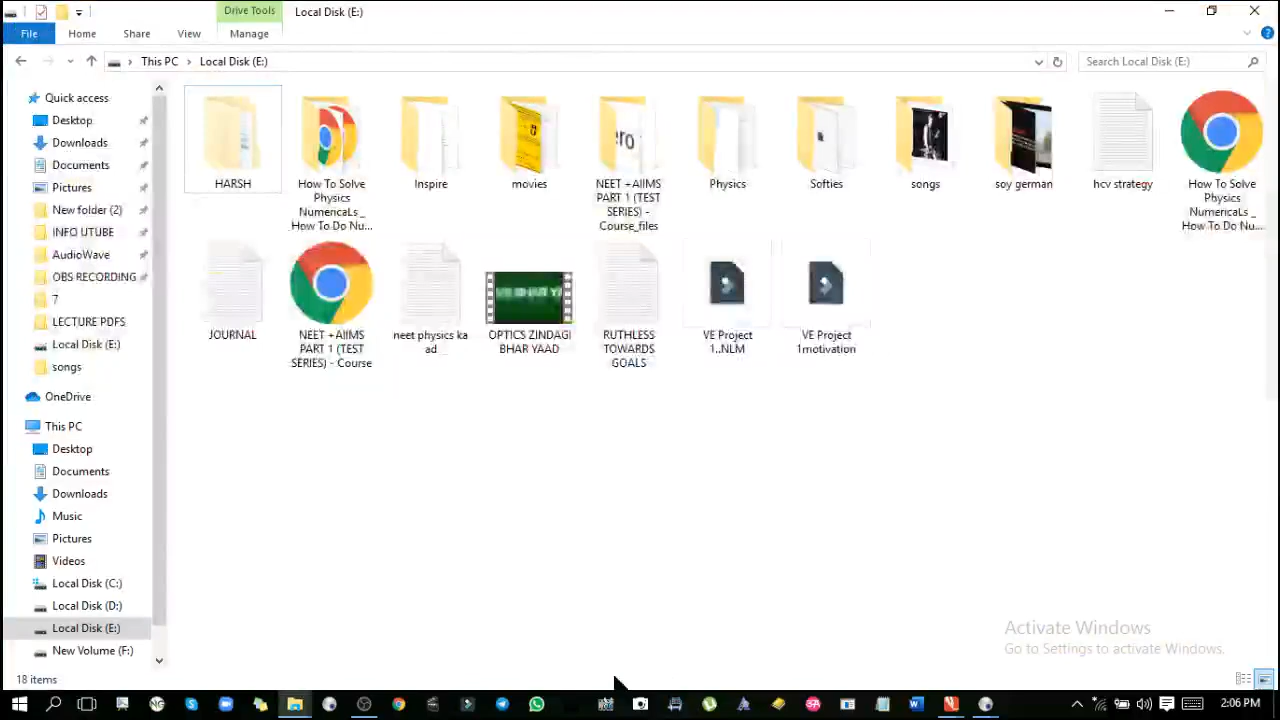 Drive Tools
Local Disk (E:)
File
Home
Share
View
Manage
This PC
Local Disk (E:)
Search Local Disk (E:)
Quick access
Desktop
Downloads
Documents
Pictures
New folder (2)
INFO UTUBE
AudioWave
OBS RECORDING
7
LECTURE PDFS
Local Disk (E:)
songs
OneDrive
This PC
Desktop
Documents
Downloads
Music
Pictures
Videos
Local Disk (C:)
Local Disk (D:)
Local Disk (E:)
New Volume (F:)
HARSH
How To Solve
Physics
NumericaLs _
How To Do Nu...
Inspire
movies
NEET +AIIMS
PART 1 (TEST
SERIES) -
Course_files
Physics
Softies
songs
soy german
hcv strategy
How To Solve
Physics
NumericaLs _
How To Do Nu...
JOURNAL
NEET +AIIMS
PART 1 (TEST
SERIES) - Course
neet physics ka
ad
OPTICS ZINDAGI
BHAR YAAD
RUTHLESS
TOWARDS
GOALS
VE Project
1..NLM
VE Project
1motivation
Activate Windows
Go to Settings to activate Windows.
18 items
2:06 PM